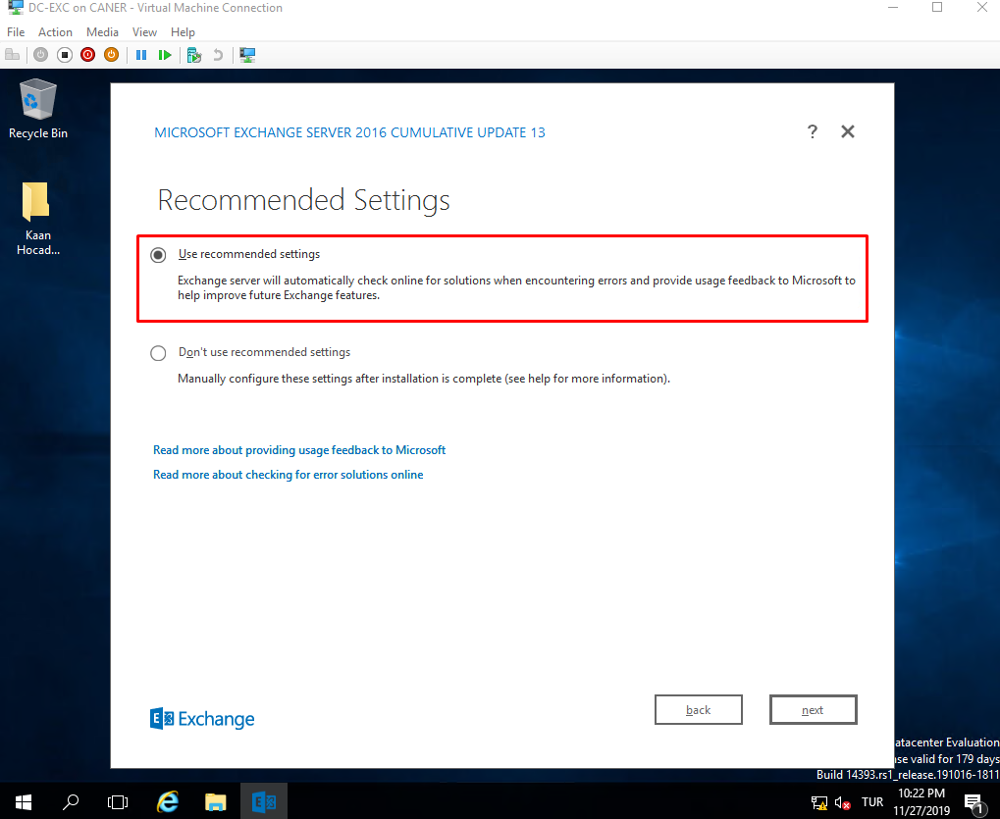 DC-EXC on CANER - Virtual Machine Connection
File Action Media View Help
Recycle Bin
Kaan
Hocad...
MICROSOFT EXCHANGE SERVER 2016 CUMULATIVE UPDATE 13
?
Recommended Settings
Use recommended settings
Exchange server will automatically check online for solutions when encountering errors and provide usage feedback to Microsoft to
help improve future Exchange features.
Don't use recommended settings
Manually configure these settings after installation is complete (see help for more information).
Read more about providing usage feedback to Microsoft
Read more about checking for error solutions online
Exchange
back next
atacenter Evaluation
se valid for 179 days
Build 14393.rs1_release.191016-1811
TUR
10:22 PM
11/27/2019
1